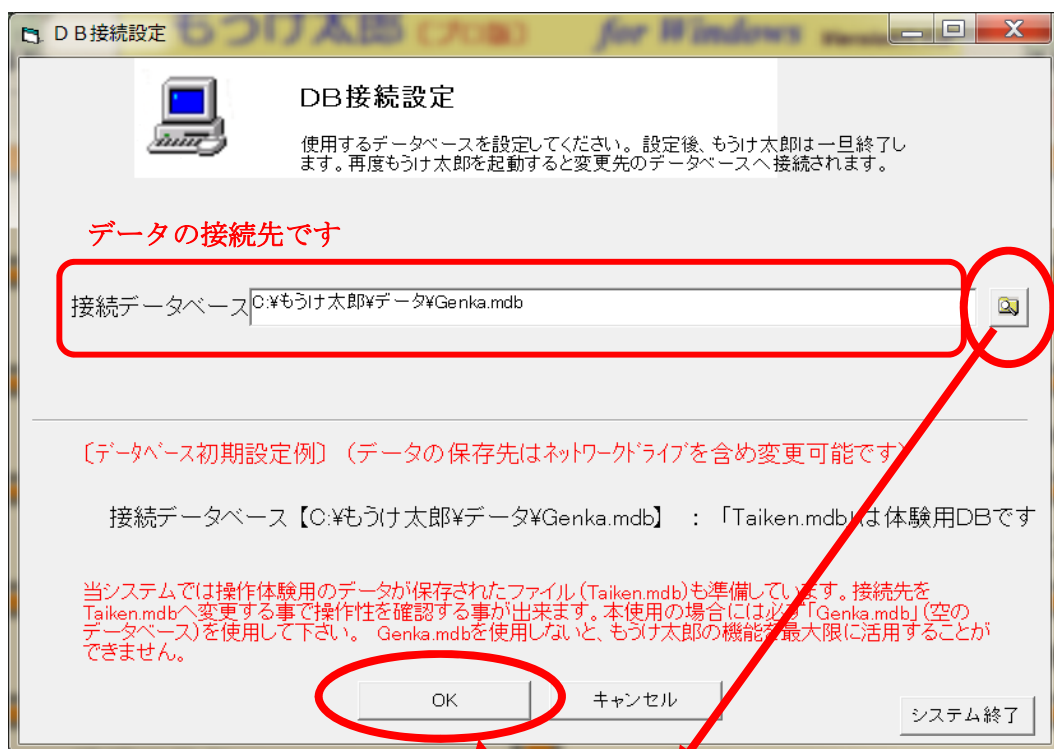 DB接続設定
もうけ太郎 (プロ版) for Windows
DB接続設定
使用するデータベースを設定してください。設定後、もうけ太郎は一旦終了し
ます。再度もうけ太郎を起動すると変更先のデータベースへ接続されます。
データの接続先です
接続データベース C:¥もうけ太郎¥データ¥Genka.mdb
〔ﾃﾞｰﾀﾍﾞｰｽ初期設定例〕（データの保存先はﾈｯﾄﾜｰｸﾄﾞﾗｲﾌﾞを含め変更可能です）
接続データベース【C:¥もうけ太郎¥データ¥Genka.mdb】 : 「Taiken.mdb」は体験用DBです
当システムでは操作体験用のデータが保存されたファイル(Taiken.mdb)も準備しています。接続先を
Taiken.mdbへ変更する事で操作性を確認する事が出来ます。本使用の場合には必ず「Genka.mdb」(空の
データベース)を使用して下さい。 Genka.mdbを使用しないと、もうけ太郎の機能を最大限に活用することが
できません。
OK キャンセル
システム終了